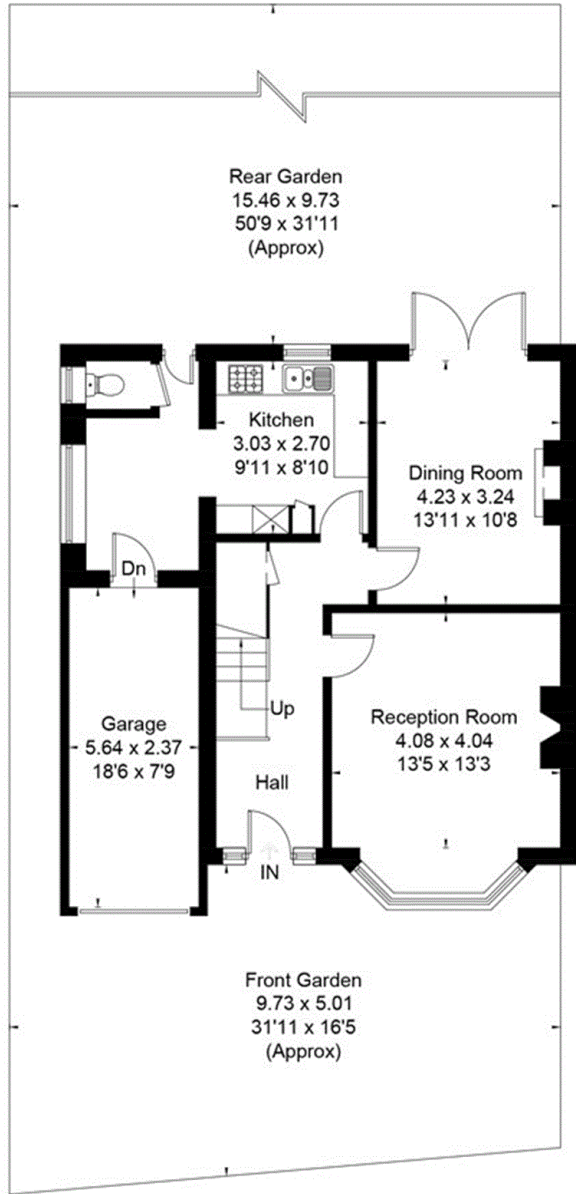 Rear Garden
15.46 x 9.73
50'9 x 31'11
(Approx)
Kitchen
3.03 x 2.70
9'11 x 8'10
Dining Room
4.23 x 3.24
13'11 x 10'8
Dn
Garage
5.64 x 2.37
18'6 x 7'9
Up
Reception Room
4.08 x 4.04
13'5 x 13'3
Hall
IN
Front Garden
9.73 x 5.01
31'11 x 16'5
(Approx)